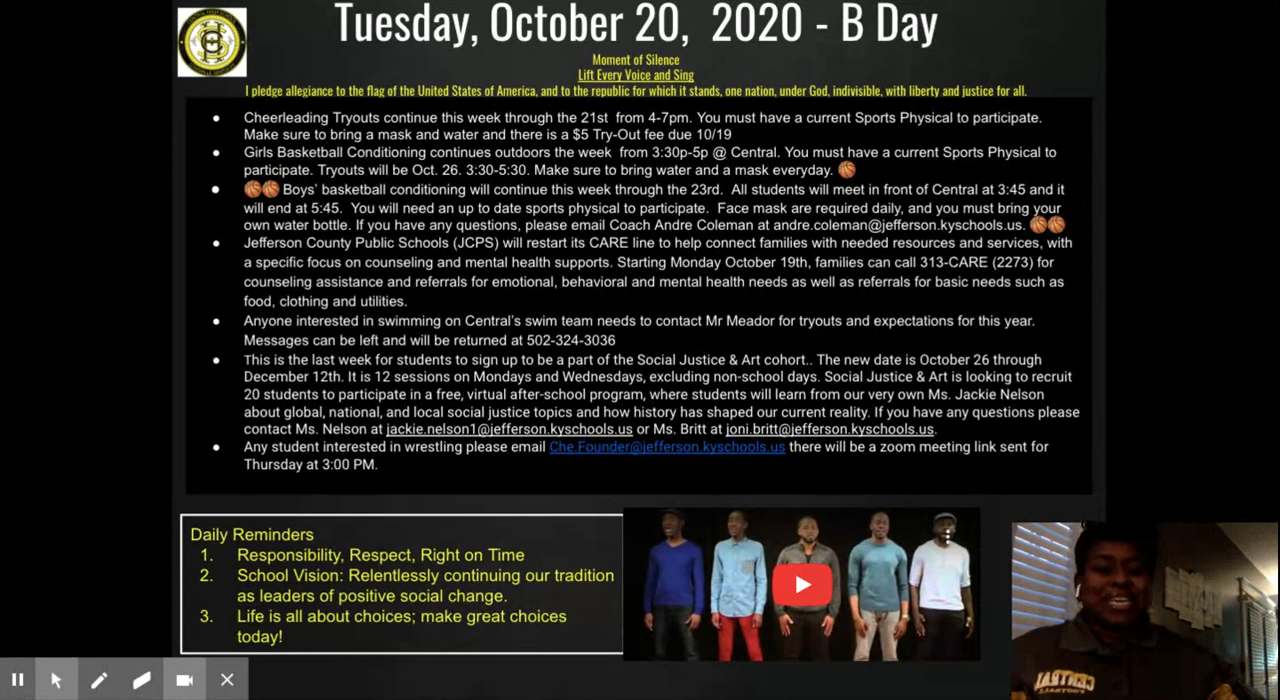 Tuesday, October 20, 2020 - B Day
Moment of Silence
Lift Every Voice and Sing
I pledge allegiance to the flag of the United States of America, and to the republic for which it stands, one nation, under God, indivisible, with liberty and justice for all.
● Cheerleading Tryouts continue this week through the 21st from 4-7pm. You must have a current Sports Physical to participate.
Make sure to bring a mask and water and there is a $5 Try-Out fee due 10/19
● Girls Basketball Conditioning continues outdoors the week from 3:30p-5p @ Central. You must have a current Sports Physical to
participate. Tryouts will be Oct. 26. 3:30-5:30. Make sure to bring water and a mask everyday. 🏀
● 🏀🏀 Boys' basketball conditioning will continue this week through the 23rd. All students will meet in front of Central at 3:45 and it
will end at 5:45. You will need an up to date sports physical to participate. Face mask are required daily, and you must bring your
own water bottle. If you have any questions, please email Coach Andre Coleman at andre.coleman@jefferson.kyschools.us. 🏀🏀
● Jefferson County Public Schools (JCPS) will restart its CARE line to help connect families with needed resources and services, with
a specific focus on counseling and mental health supports. Starting Monday October 19th, families can call 313-CARE (2273) for
counseling assistance and referrals for emotional, behavioral and mental health needs as well as referrals for basic needs such as
food, clothing and utilities.
● Anyone interested in swimming on Central's swim team needs to contact Mr Meador for tryouts and expectations for this year.
Messages can be left and will be returned at 502-324-3036
● This is the last week for students to sign up to be a part of the Social Justice & Art cohort.. The new date is October 26 through
December 12th. It is 12 sessions on Mondays and Wednesdays, excluding non-school days. Social Justice & Art is looking to recruit
20 students to participate in a free, virtual after-school program, where students will learn from our very own Ms. Jackie Nelson
about global, national, and local social justice topics and how history has shaped our current reality. If you have any questions please
contact Ms. Nelson at jackie.nelson1@jefferson.kyschools.us or Ms. Britt at joni.britt@jefferson.kyschools.us.
● Any student interested in wrestling please email Che.Founder@jefferson.kyschools.us there will be a zoom meeting link sent for
Thursday at 3:00 PM.
Daily Reminders
1. Responsibility, Respect, Right on Time
2. School Vision: Relentlessly continuing our tradition
as leaders of positive social change.
3. Life is all about choices; make great choices
today!
CENTRAL
FOOTBALL